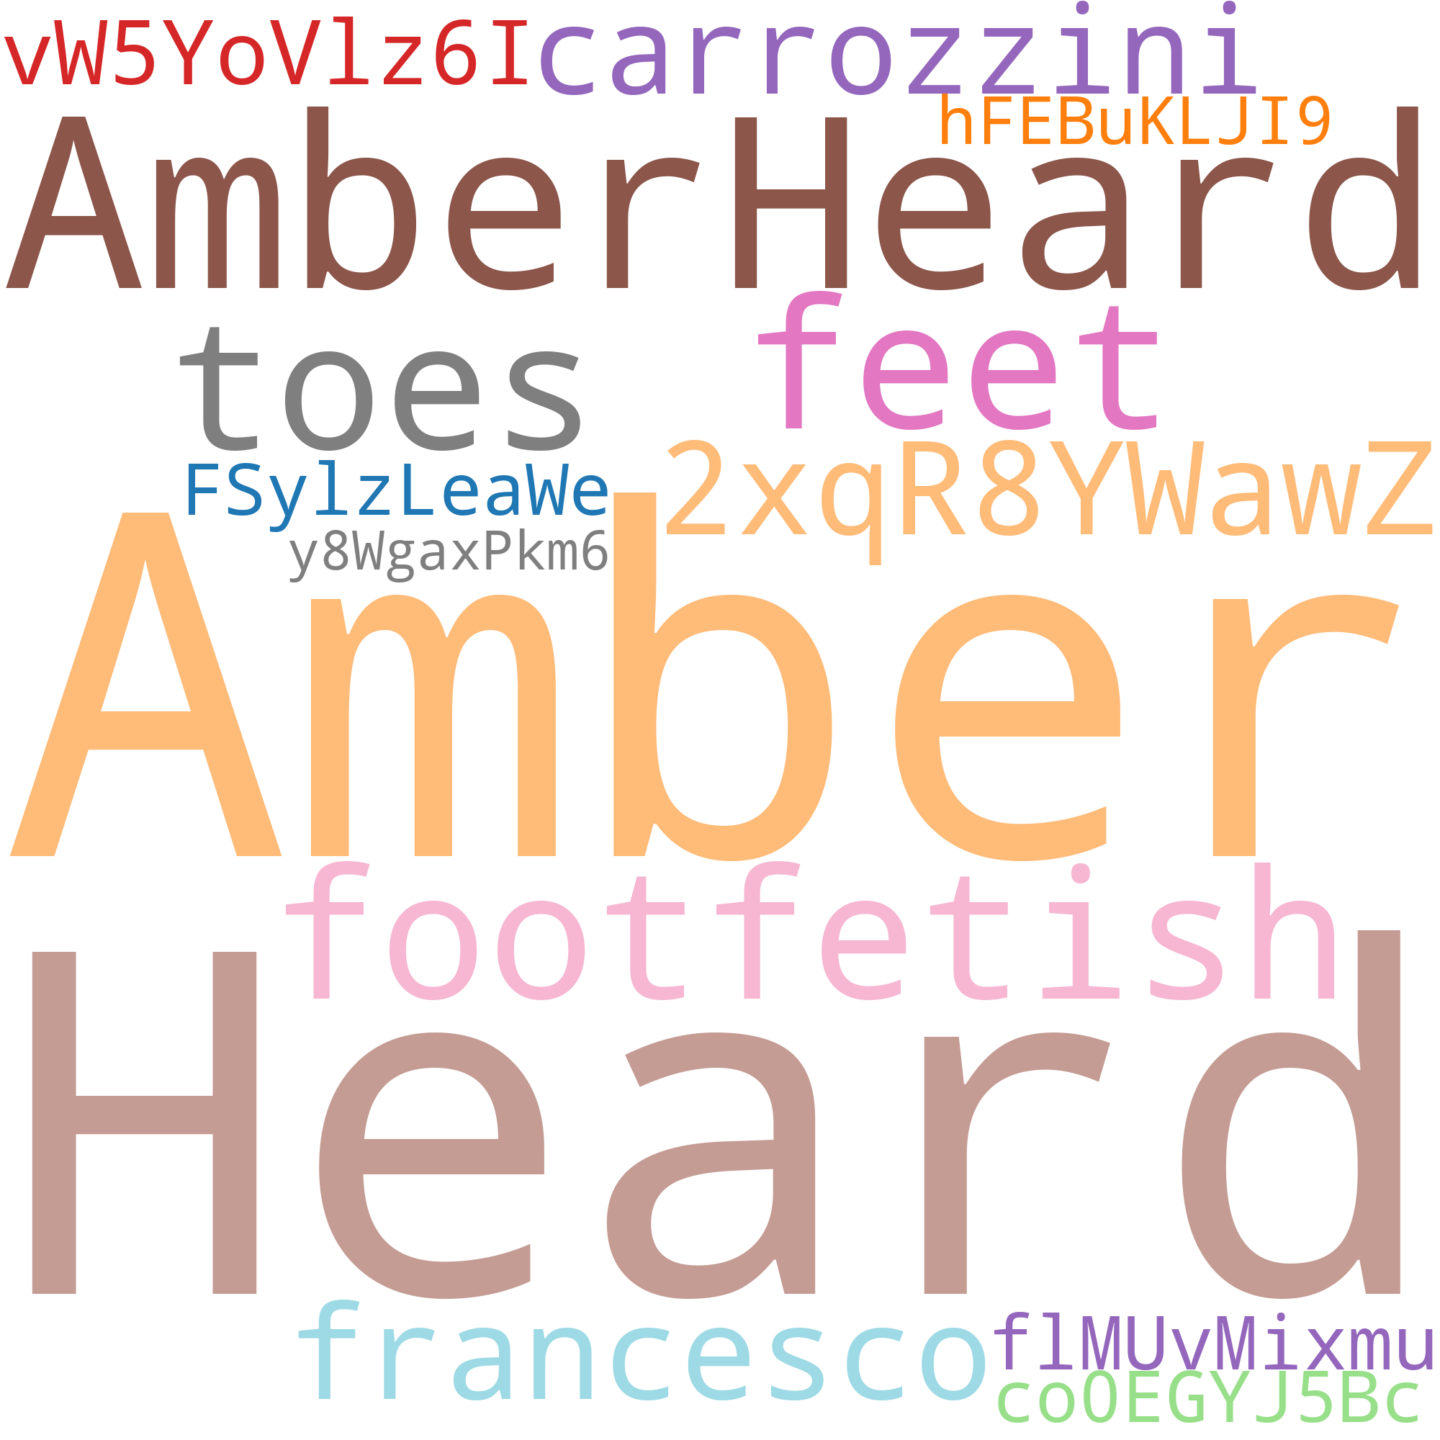 vW5YoVlz6I carrozzini
hFEBuKLJI9
AmberHeard
toes feet
FSylzLeaWe 2xqR8YWawZ
y8WgaxPkm6
Amber
footfetish
Heard
francesco flMUvMixmu
co0EGYJ5Bc